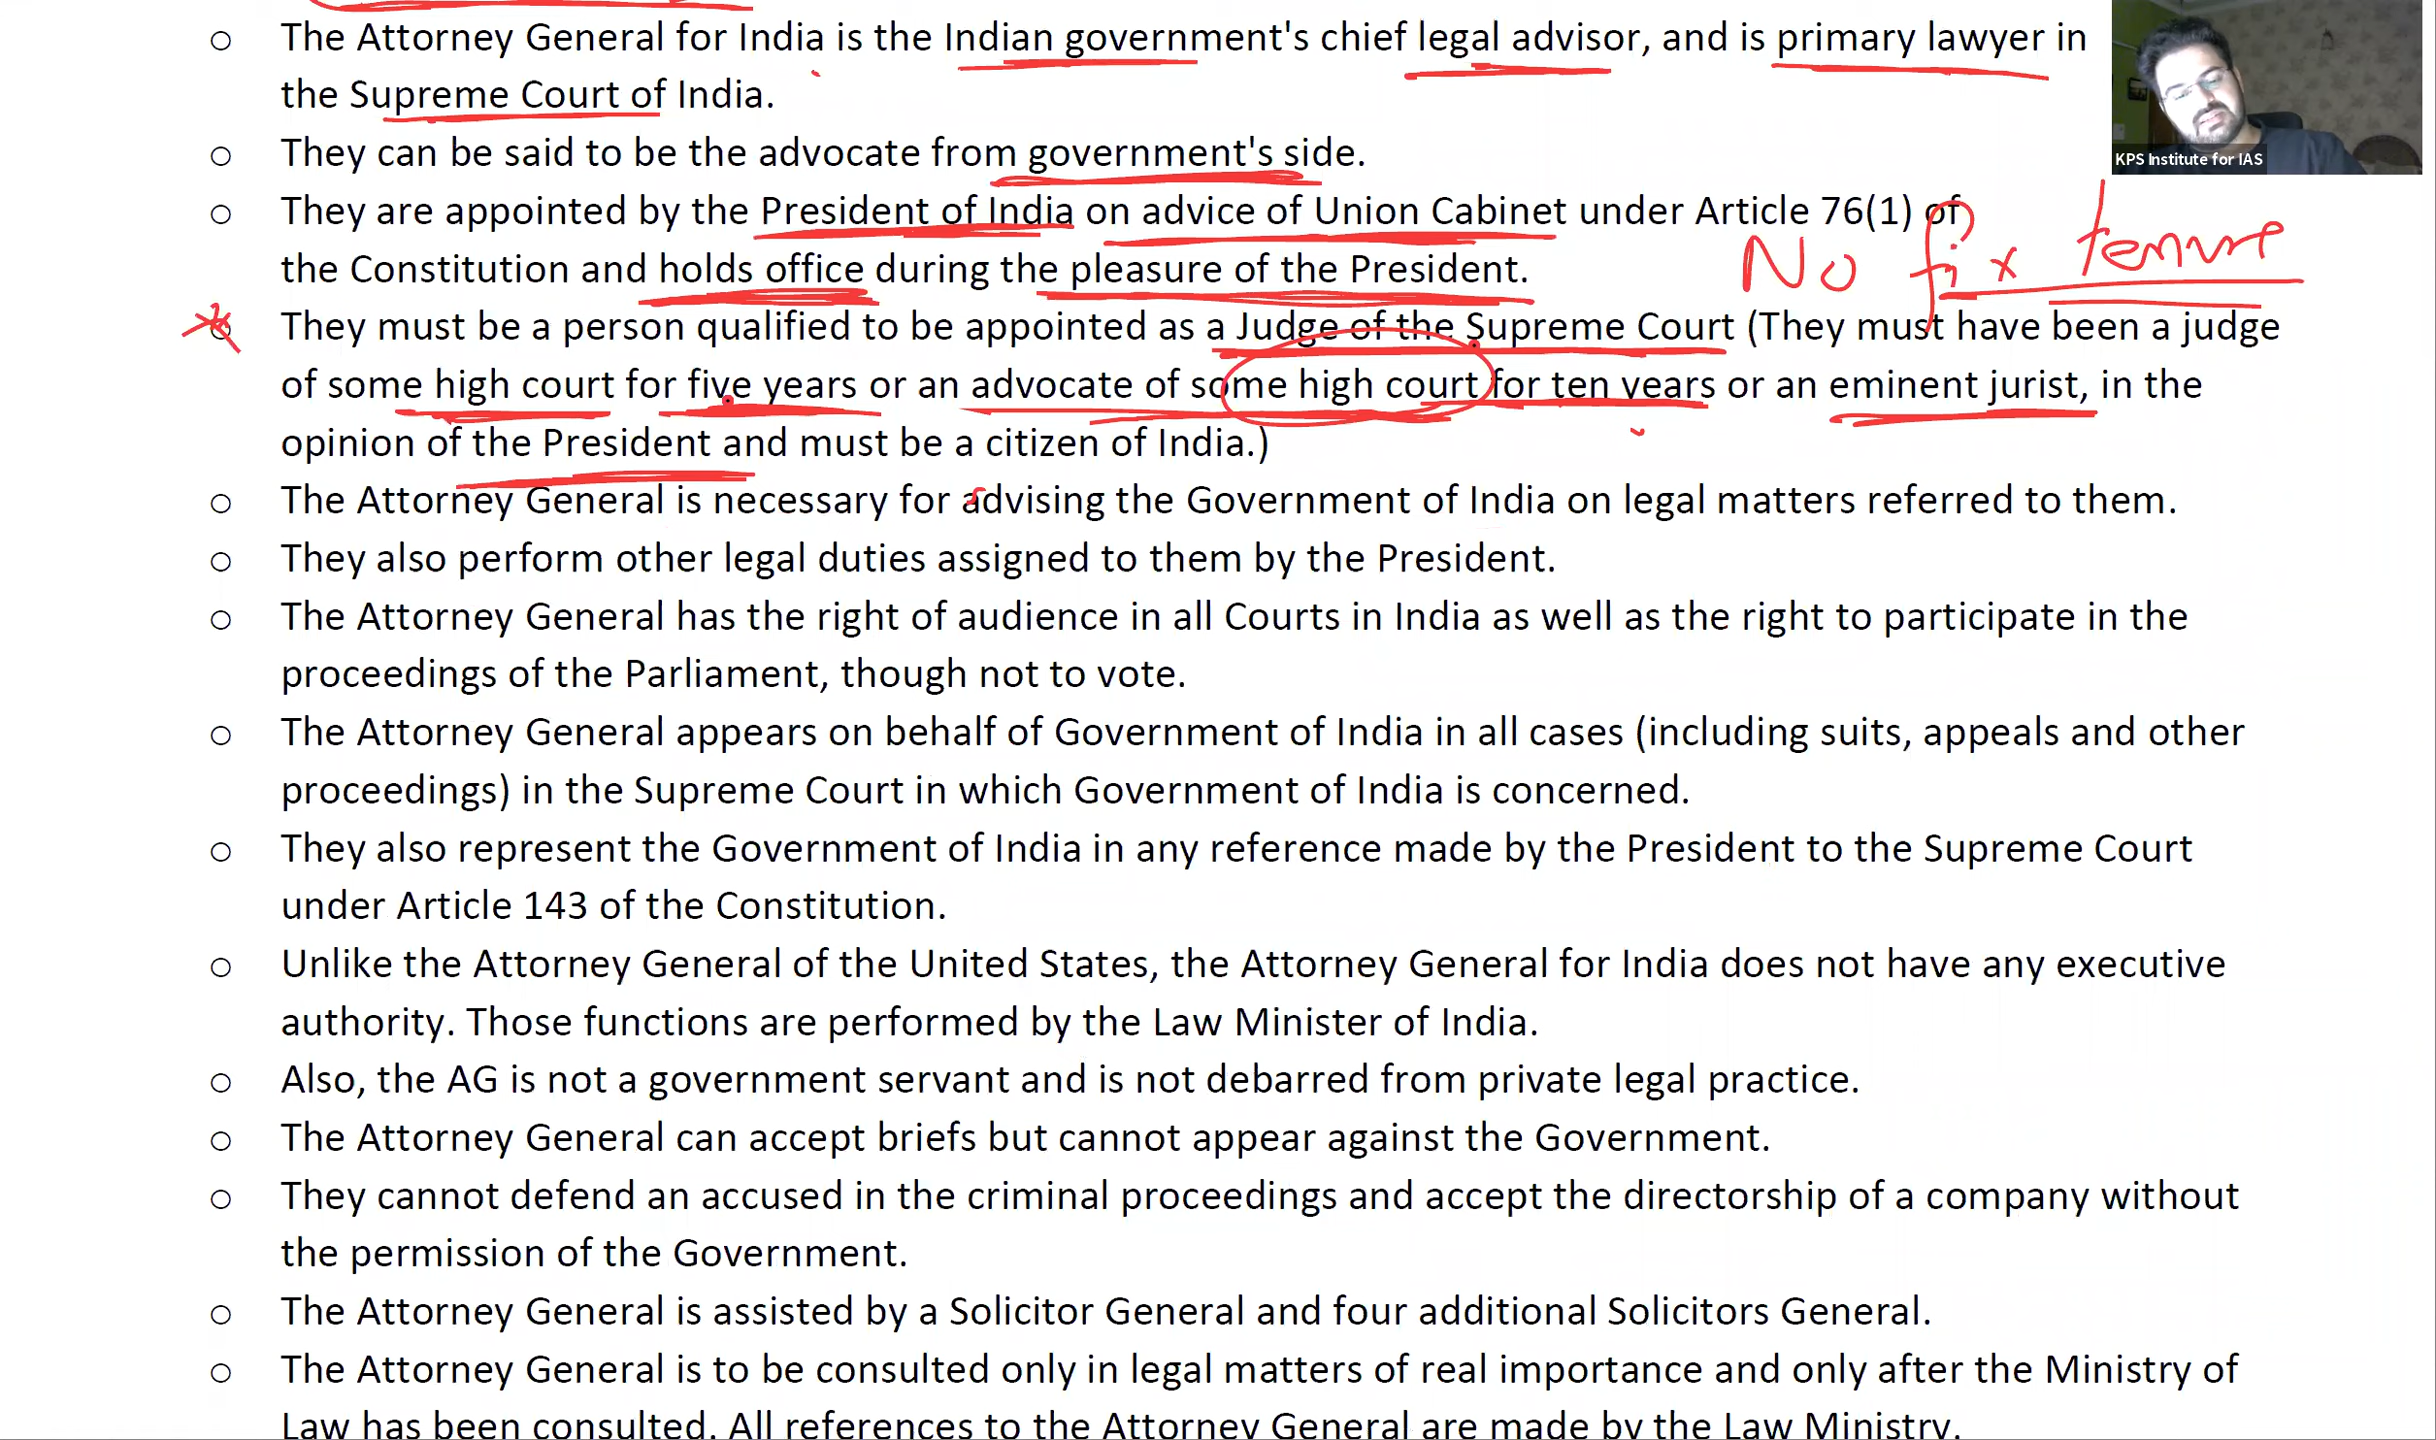 ○ The Attorney General for India is the Indian government's chief legal advisor, and is primary lawyer in
the Supreme Court of India.
KPS Institute for IAS
○ They can be said to be the advocate from government's side.
○ They are appointed by the President of India on advice of Union Cabinet under Article 76(1) of
the Constitution and holds office during the pleasure of the President.
No fix tenure
○ They must be a person qualified to be appointed as a Judge of the Supreme Court (They must have been a judge
of some high court for five years or an advocate of some high court for ten years or an eminent jurist, in the
opinion of the President and must be a citizen of India.)
○ The Attorney General is necessary for advising the Government of India on legal matters referred to them.
○ They also perform other legal duties assigned to them by the President.
○ The Attorney General has the right of audience in all Courts in India as well as the right to participate in the
proceedings of the Parliament, though not to vote.
○ The Attorney General appears on behalf of Government of India in all cases (including suits, appeals and other
proceedings) in the Supreme Court in which Government of India is concerned.
○ They also represent the Government of India in any reference made by the President to the Supreme Court
under Article 143 of the Constitution.
○ Unlike the Attorney General of the United States, the Attorney General for India does not have any executive
authority. Those functions are performed by the Law Minister of India.
○ Also, the AG is not a government servant and is not debarred from private legal practice.
○ The Attorney General can accept briefs but cannot appear against the Government.
○ They cannot defend an accused in the criminal proceedings and accept the directorship of a company without
the permission of the Government.
○ The Attorney General is assisted by a Solicitor General and four additional Solicitors General.
○ The Attorney General is to be consulted only in legal matters of real importance and only after the Ministry of
Law has been consulted. All references to the Attorney General are made by the Law Ministry.